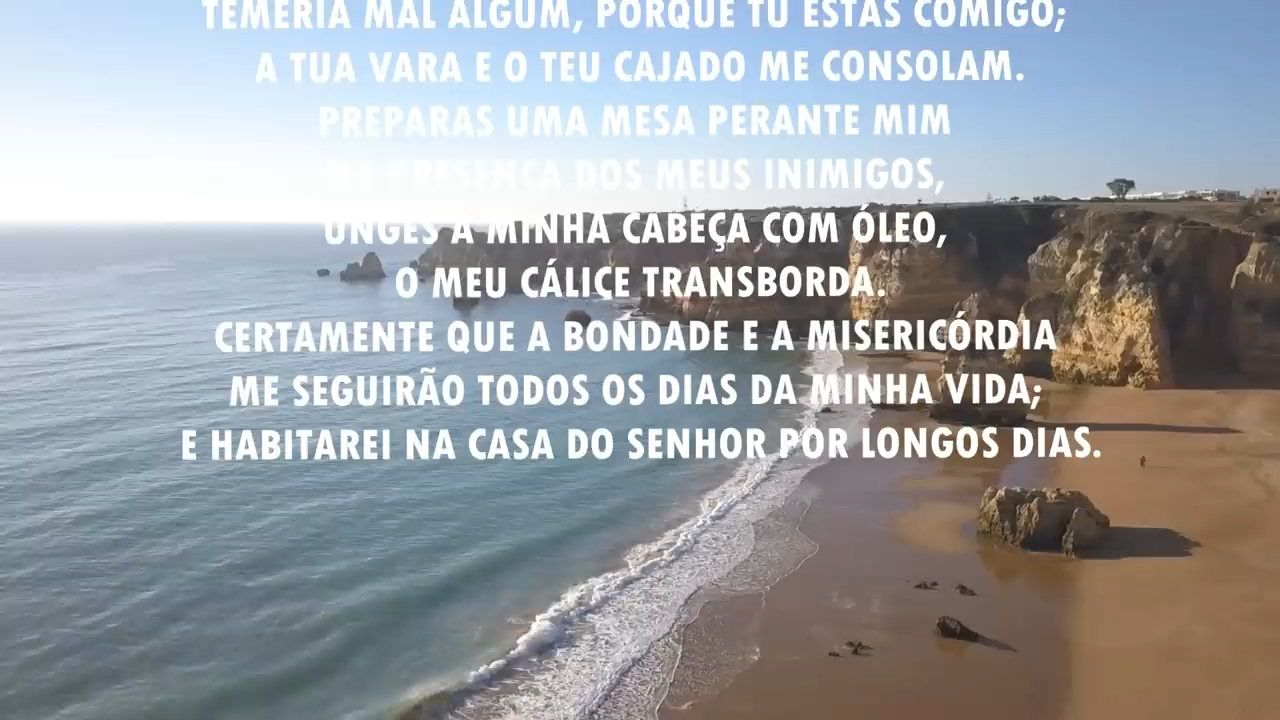 TEMERIA MAL ALGUM, PORQUE TU ESTÁS COMIGO;
A TUA VARA E O TEU CAJADO ME CONSOLAM.
PREPARAS UMA MESA PERANTE MIM
NA PRESENÇA DOS MEUS INIMIGOS,
UNGES A MINHA CABEÇA COM ÓLEO,
O MEU CÁLICE TRANSBORDA.
CERTAMENTE QUE A BONDADE E A MISERICÓRDIA
ME SEGUIRÃO TODOS OS DIAS DA MINHA VIDA;
E HABITAREI NA CASA DO SENHOR POR LONGOS DIAS.